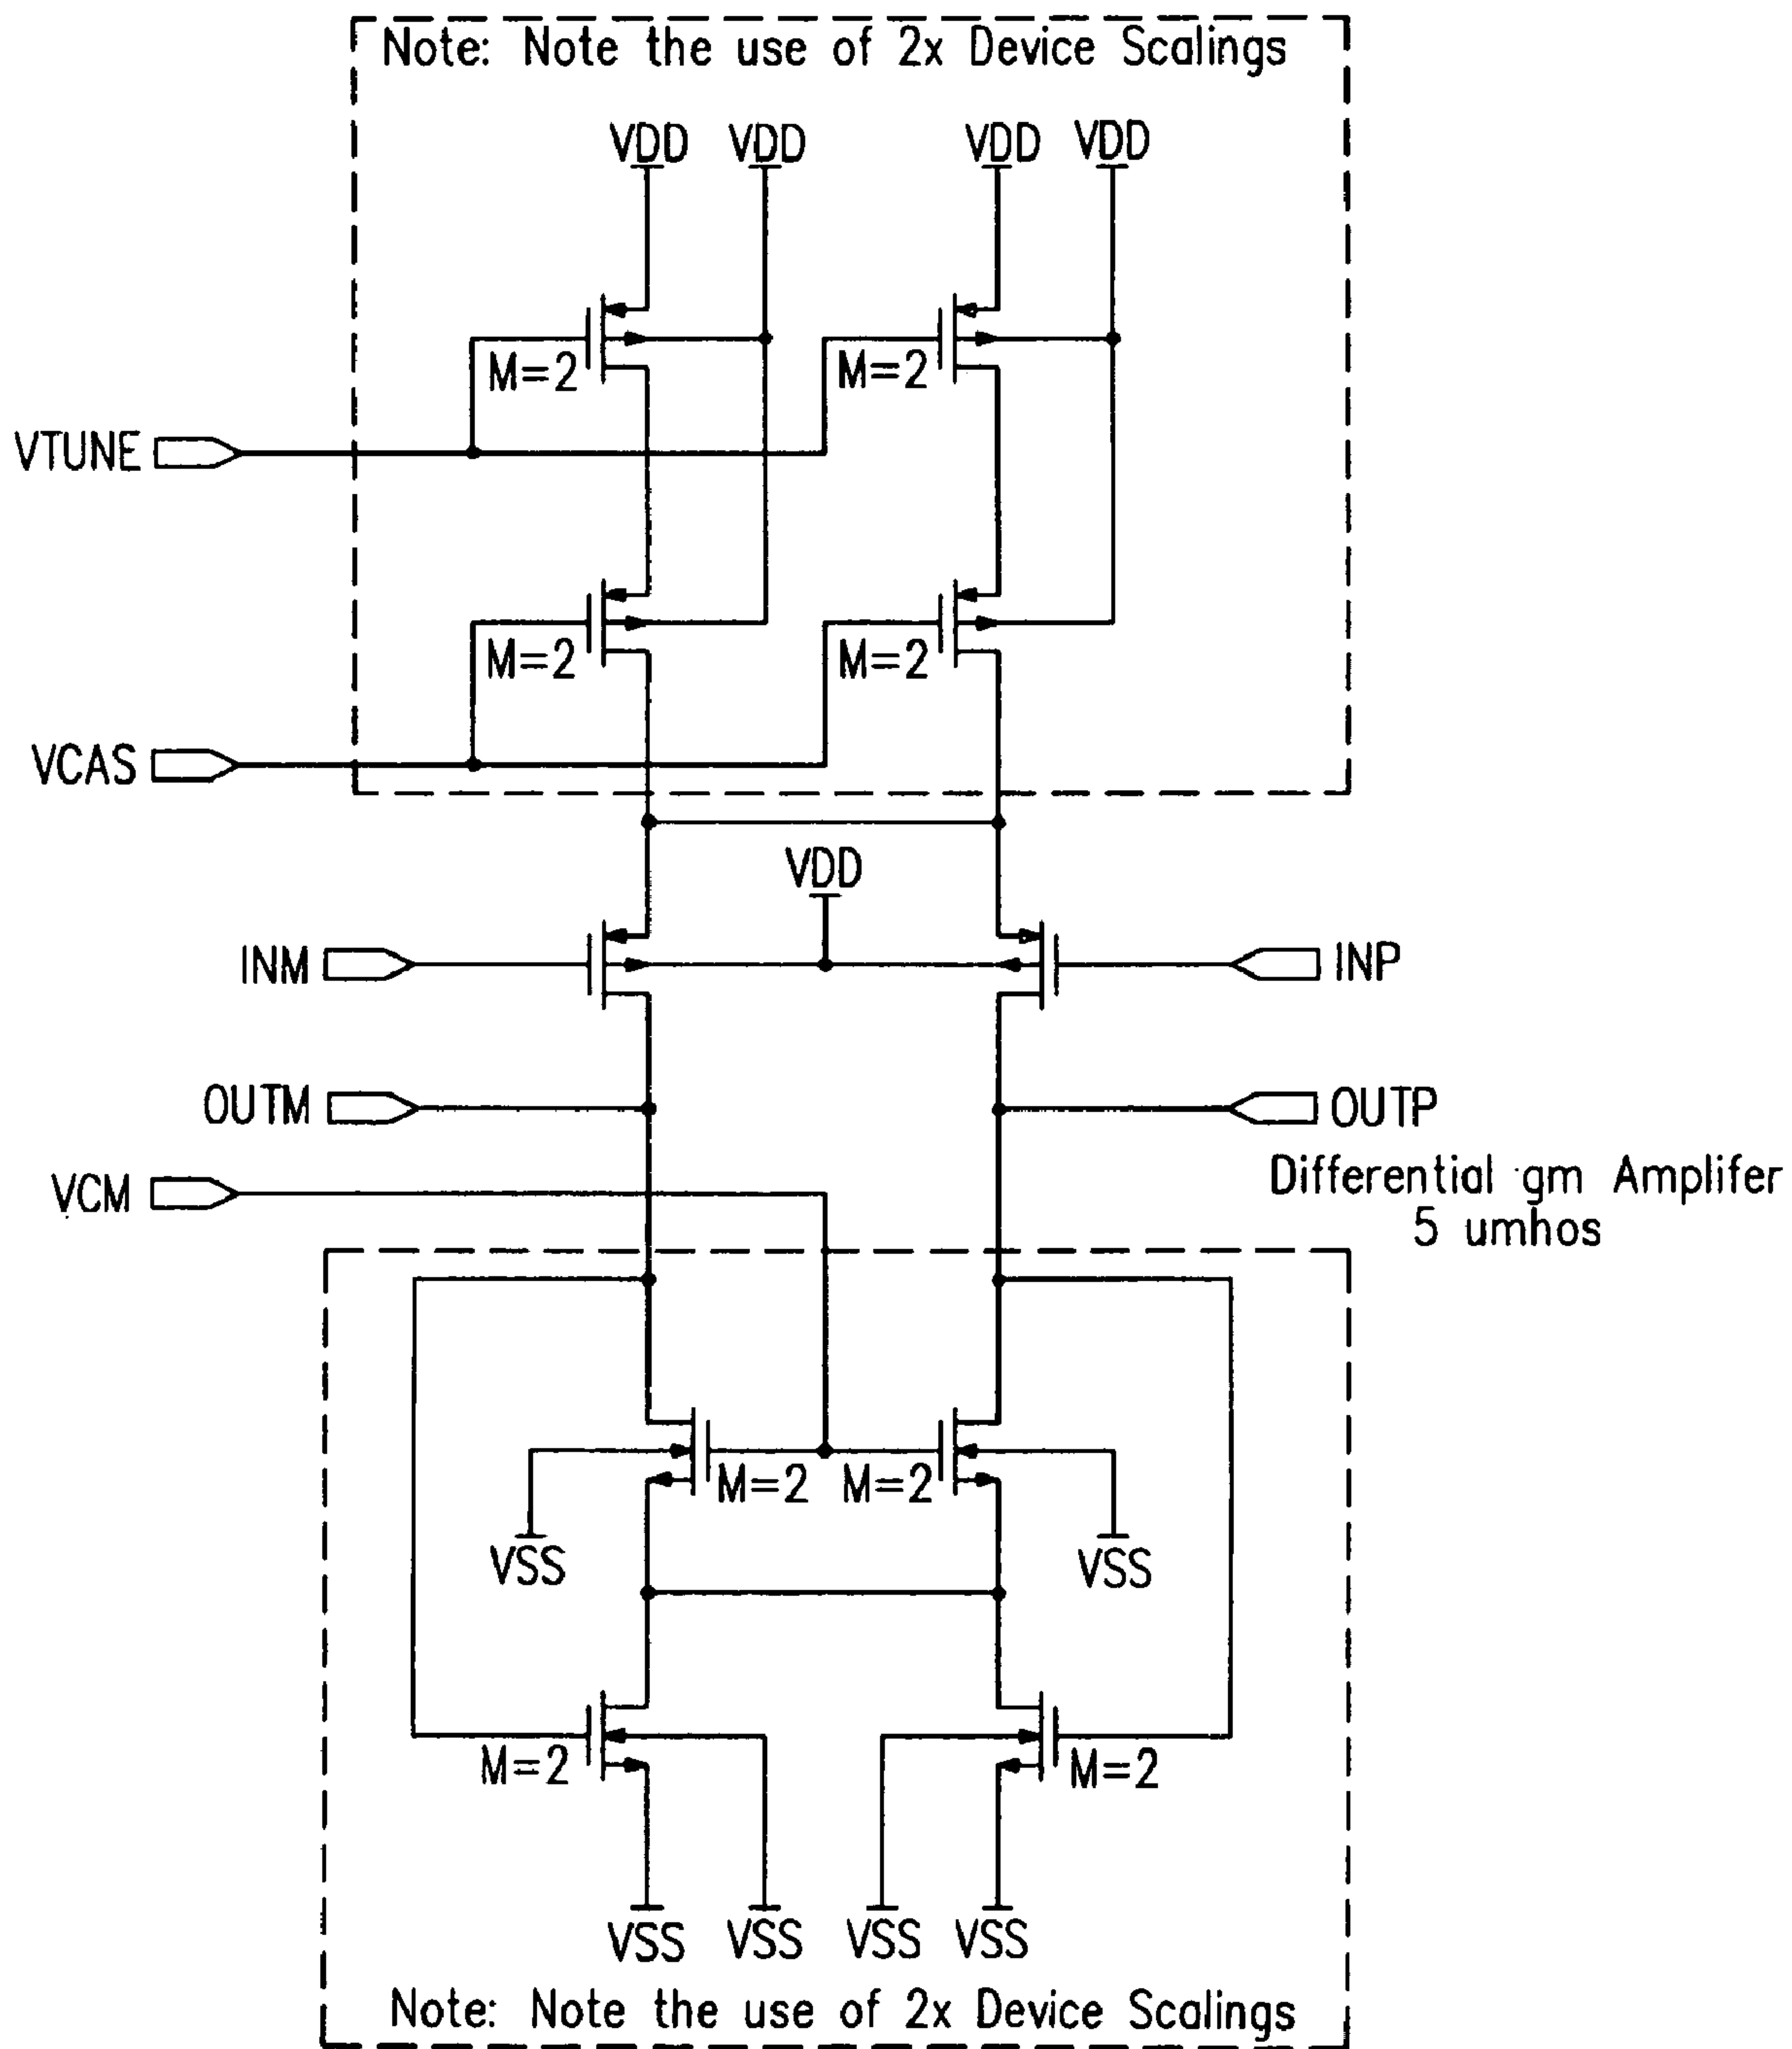 Note: Note the use of 2x Device Scalings
VDD VDD VDD VDD
M=2 M=2
VTUNE
M=2 M=2
VCAS
VDD
INM INP
OUTM OUTP
Differential gm Amplifer
VCM
5 umhos
M=2 M=2
VSS VSS
M=2 M=2
VSS VSS VSS VSS
Note: Note the use of 2x Device Scalings